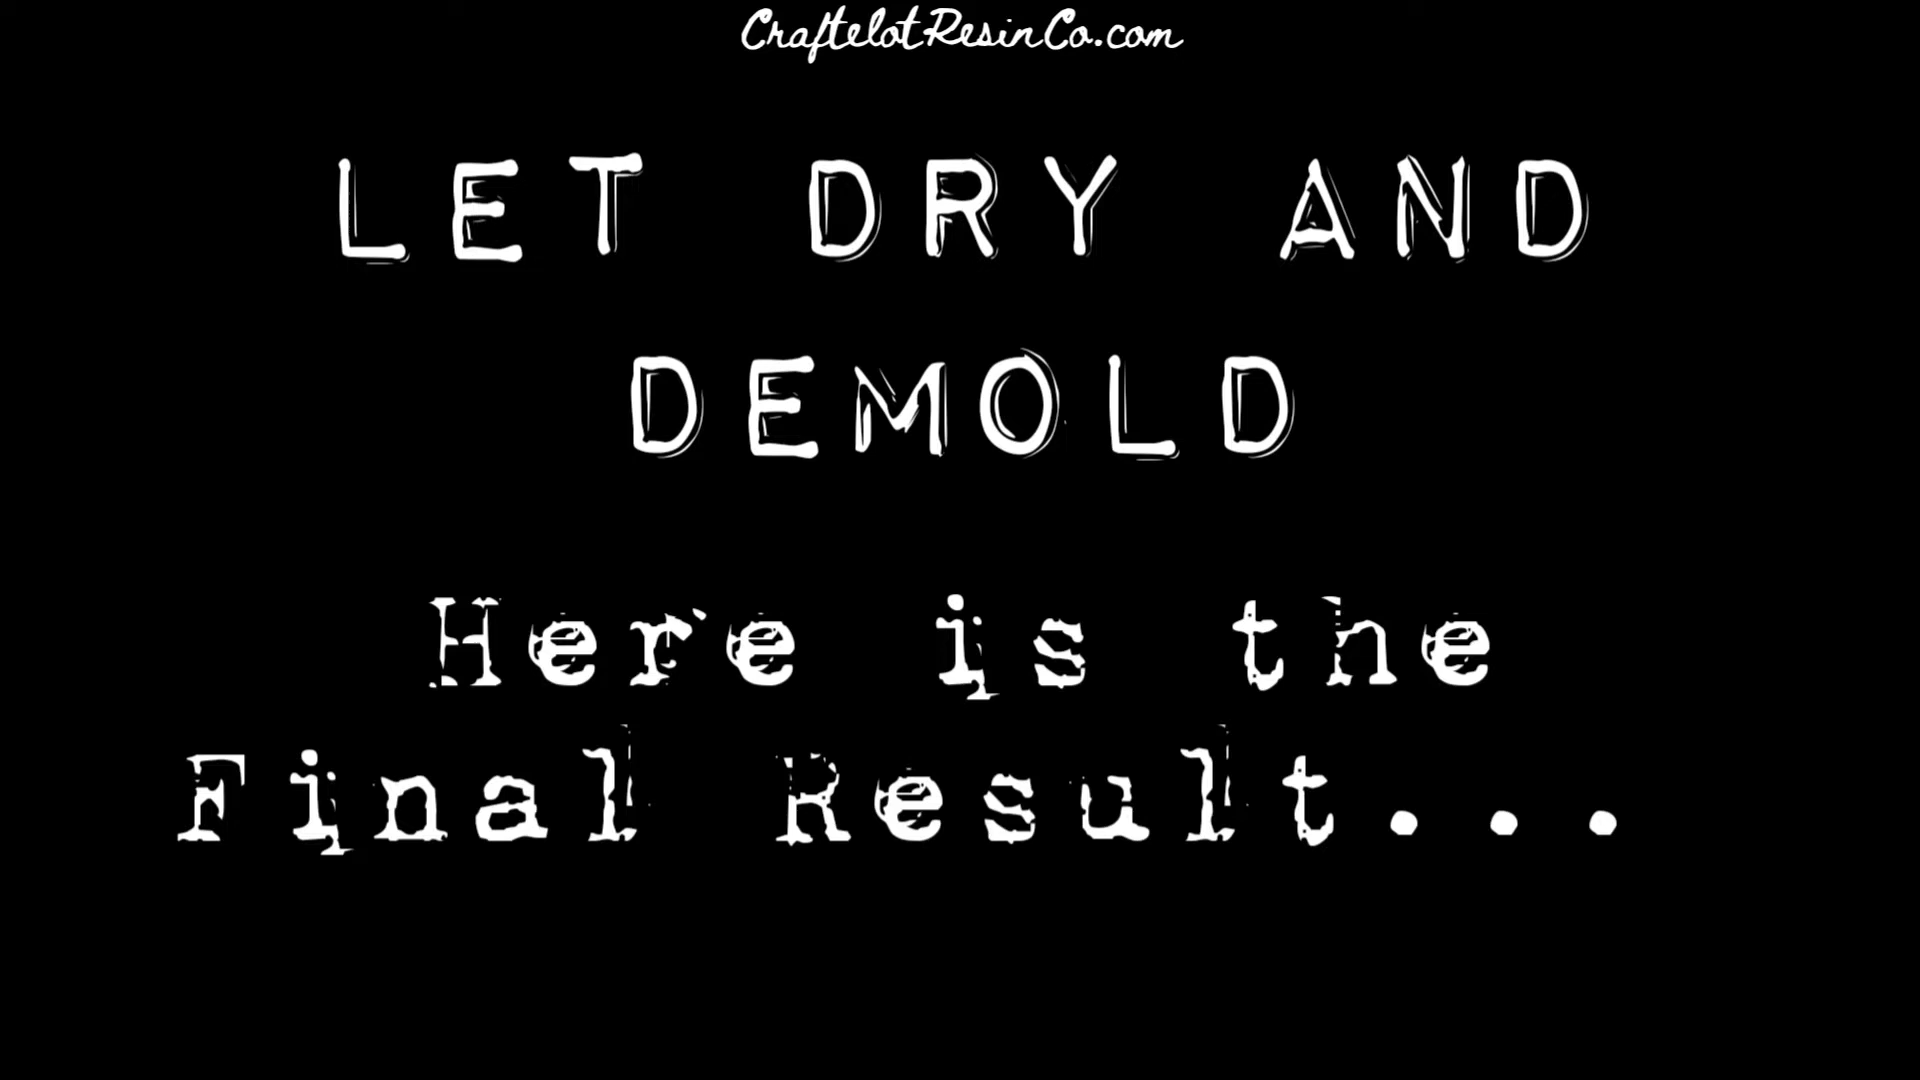 CraftelotResinCo.com
LET DRY AND
DEMOLD
Here is the
Final Result...